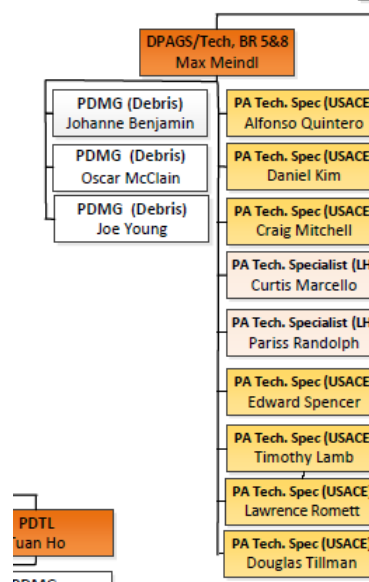 DPAGS/Tech, BR 5&8
Max Meindl
PDMG (Debris)
Johanne Benjamin
PDMG (Debris)
Oscar McClain
PDMG (Debris)
Joe Young
PA Tech. Spec (USACE
Alfonso Quintero
PA Tech. Spec (USACE
Daniel Kim
PA Tech. Spec (USACE
Craig Mitchell
PA Tech. Specialist (LH
Curtis Marcello
PA Tech. Specialist (LH
Pariss Randolph
PA Tech. Spec (USACE
Edward Spencer
PA Tech. Spec (USACE
Timothy Lamb
PA Tech. Spec (USACE)
Lawrence Romett
PA Tech. Spec (USACE)
Douglas Tillman
PDTL
Tuan Ho
PDMG